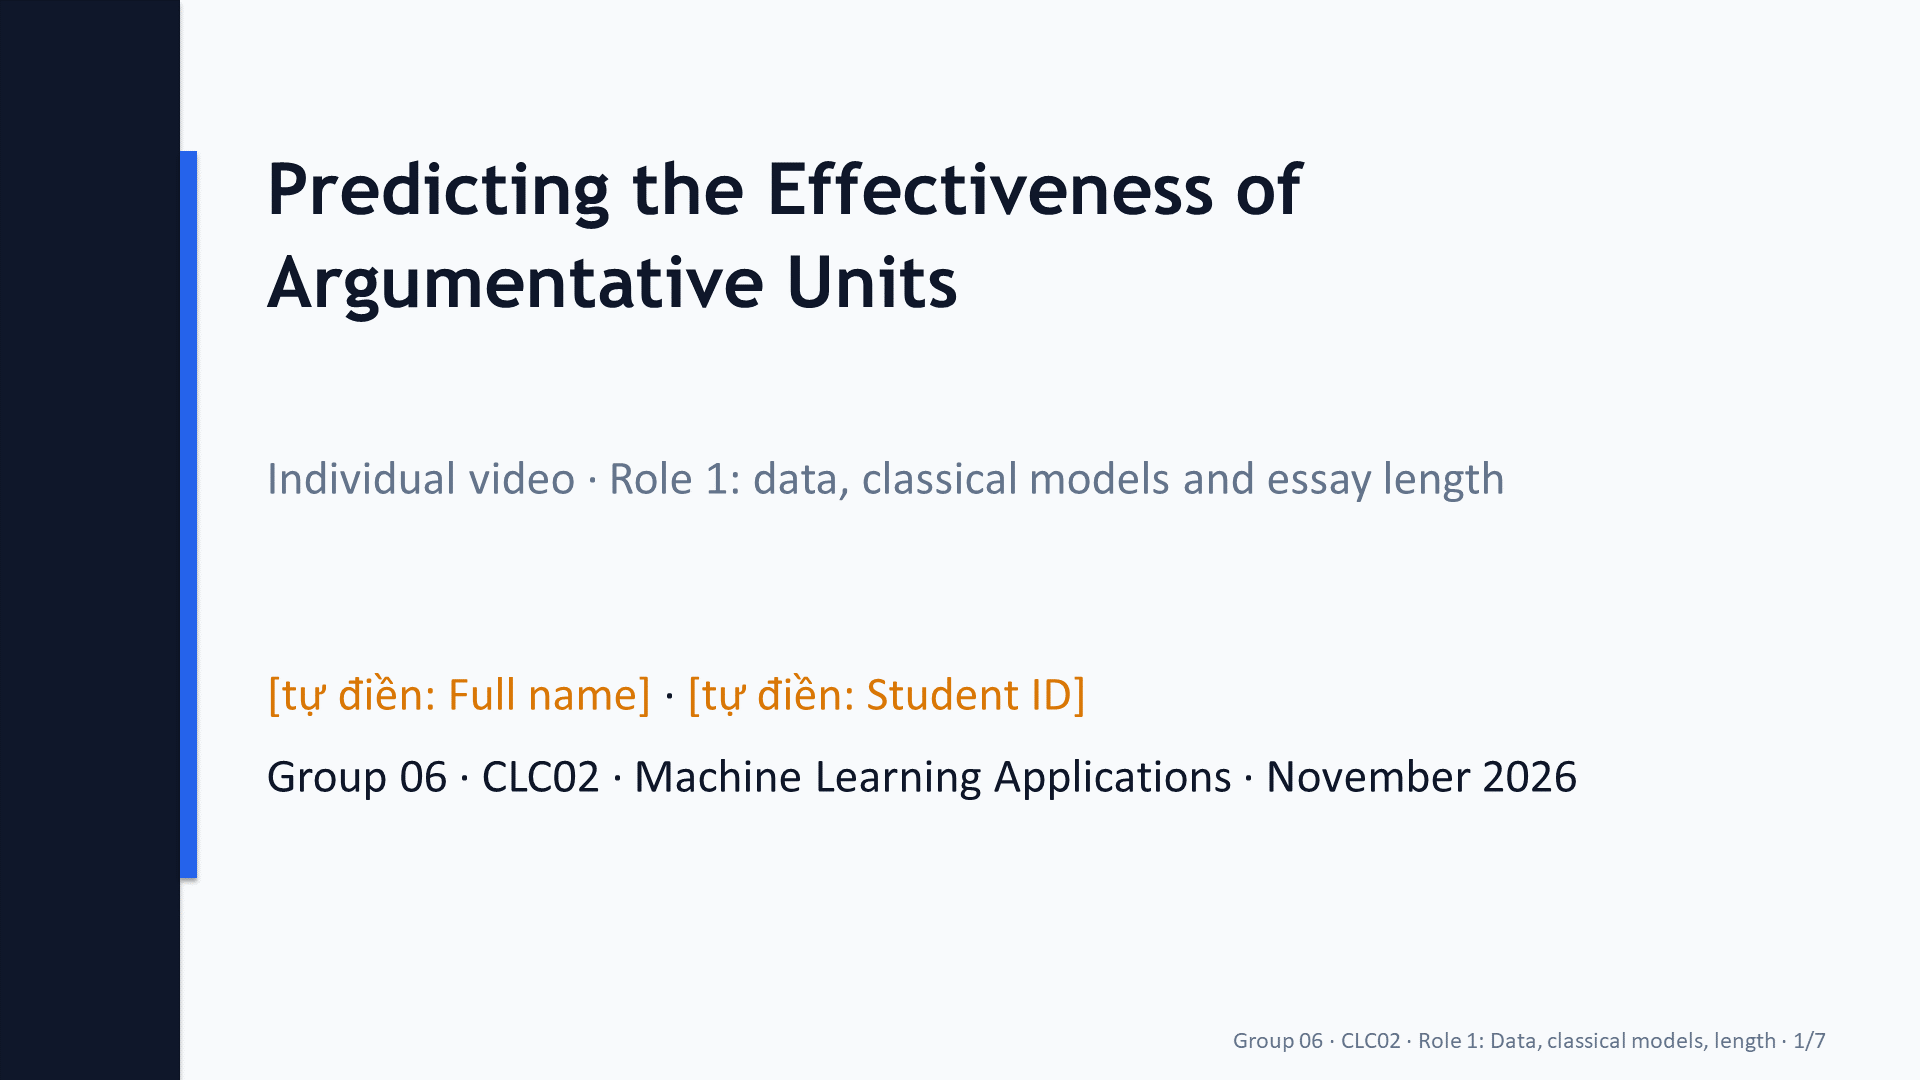 Predicting the Effectiveness of
Argumentative Units
Individual video · Role 1: data, classical models and essay length
[tự điền: Full name] · [tự điền: Student ID]
Group 06 · CLC02 · Machine Learning Applications · November 2026
Group 06 · CLC02 · Role 1: Data, classical models, length · 1/7